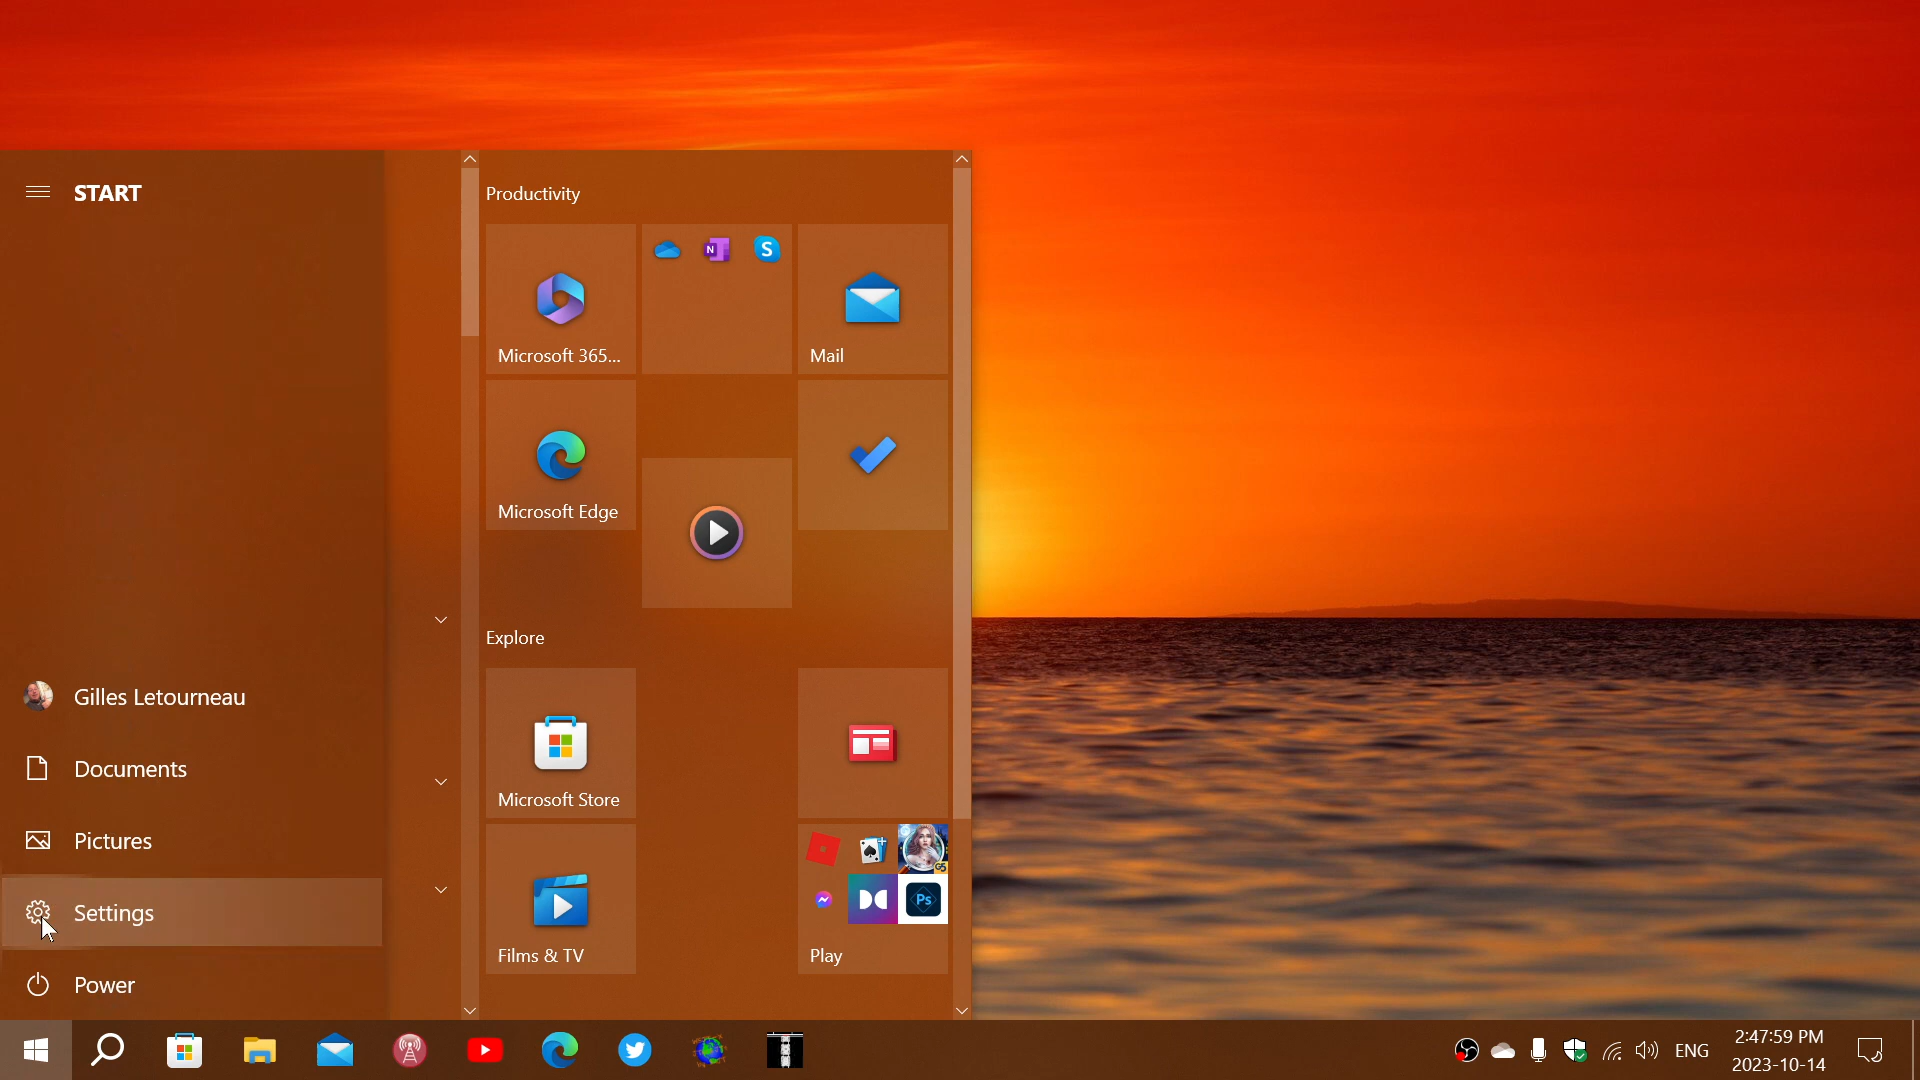 START
Productivity
N
S
Microsoft 365...
Mail
Microsoft Edge
Explore
Gilles Letourneau
Documents
Microsoft Store
Pictures
Ps
Settings
Films & TV
Play
Power
ENG
2:47:59 PM
2023-10-14